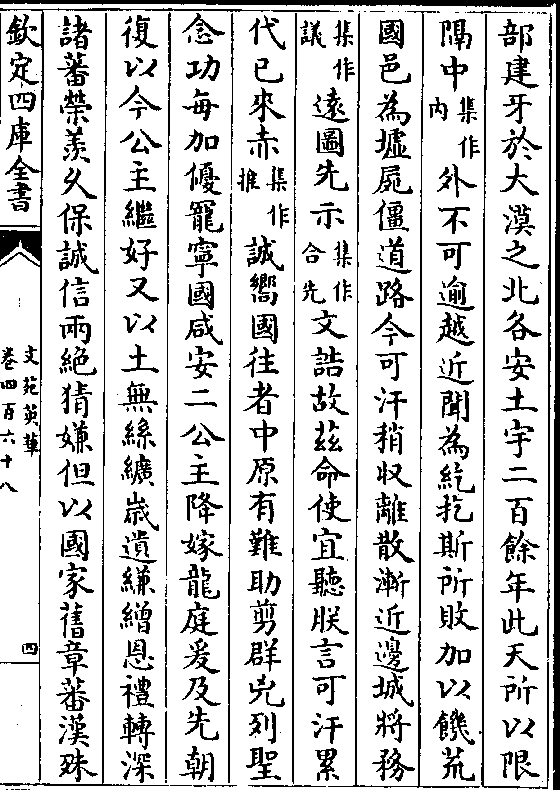 部建牙於大漠之北各安土宇二百餘年此天所以限
隔中集作内外不可逾越近聞為紇扢斯所敗加以饑荒
國邑為墟屍僵道路今可汗稍収離散漸近邊城將務
集作議遠圖先示集作合先文誥故茲命使宜聽朕言可汗累
代已來赤集作推誠嚮國往者中原有難助剪群兇列聖
念功每加優寵寧國咸安二公主降嫁龍庭爰及先朝
復以今公主繼好又以土無絲纊歲遺縑繒恩禮轉深
諸蕃榮羨久保誠信兩絶猜嫌但以國家舊章蕃漢殊
欽定四庫全書
文苑英華
卷四百六十八
四